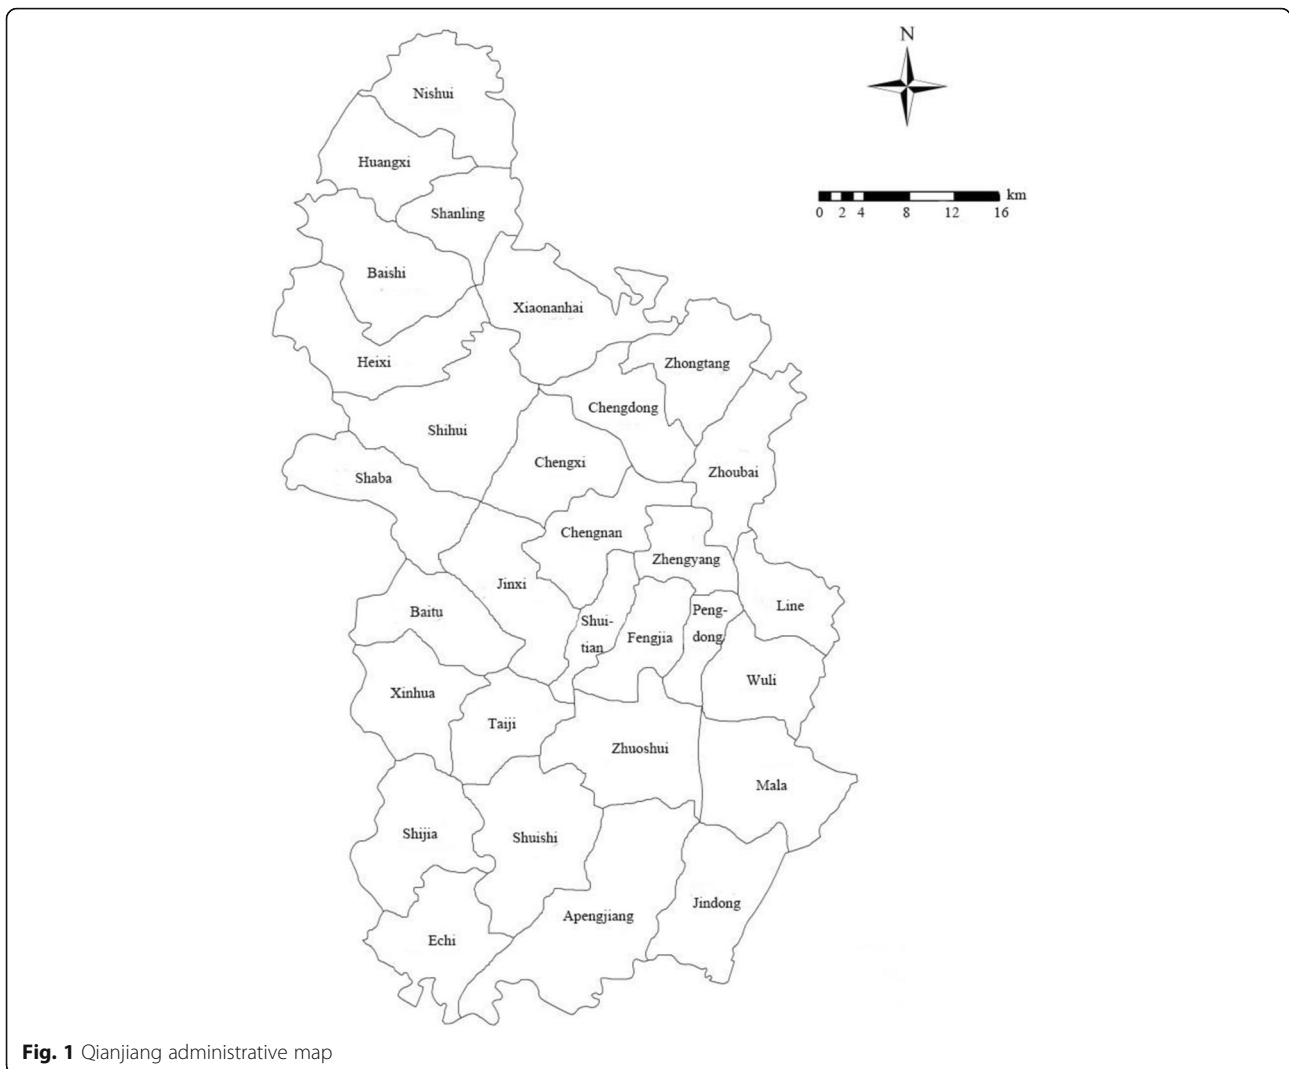 N
Nishui
km
0 2 4 8 12 16
Huangxi
Shanling
Baishi
Xiaonanhai
Heixi
Zhongtang
Chengdong
Shihui
Chengxi
Zhoubai
Shaba
Chengnan
Zhengyang
Jinxi
Line
Baitu
Shui-
tian
Fengjia
Peng-
dong
Wuli
Xinhua
Taiji
Zhuoshui
Mala
Shijia
Shuishi
Jindong
Apengjiang
Echi
Fig. 1 Qianjiang administrative map